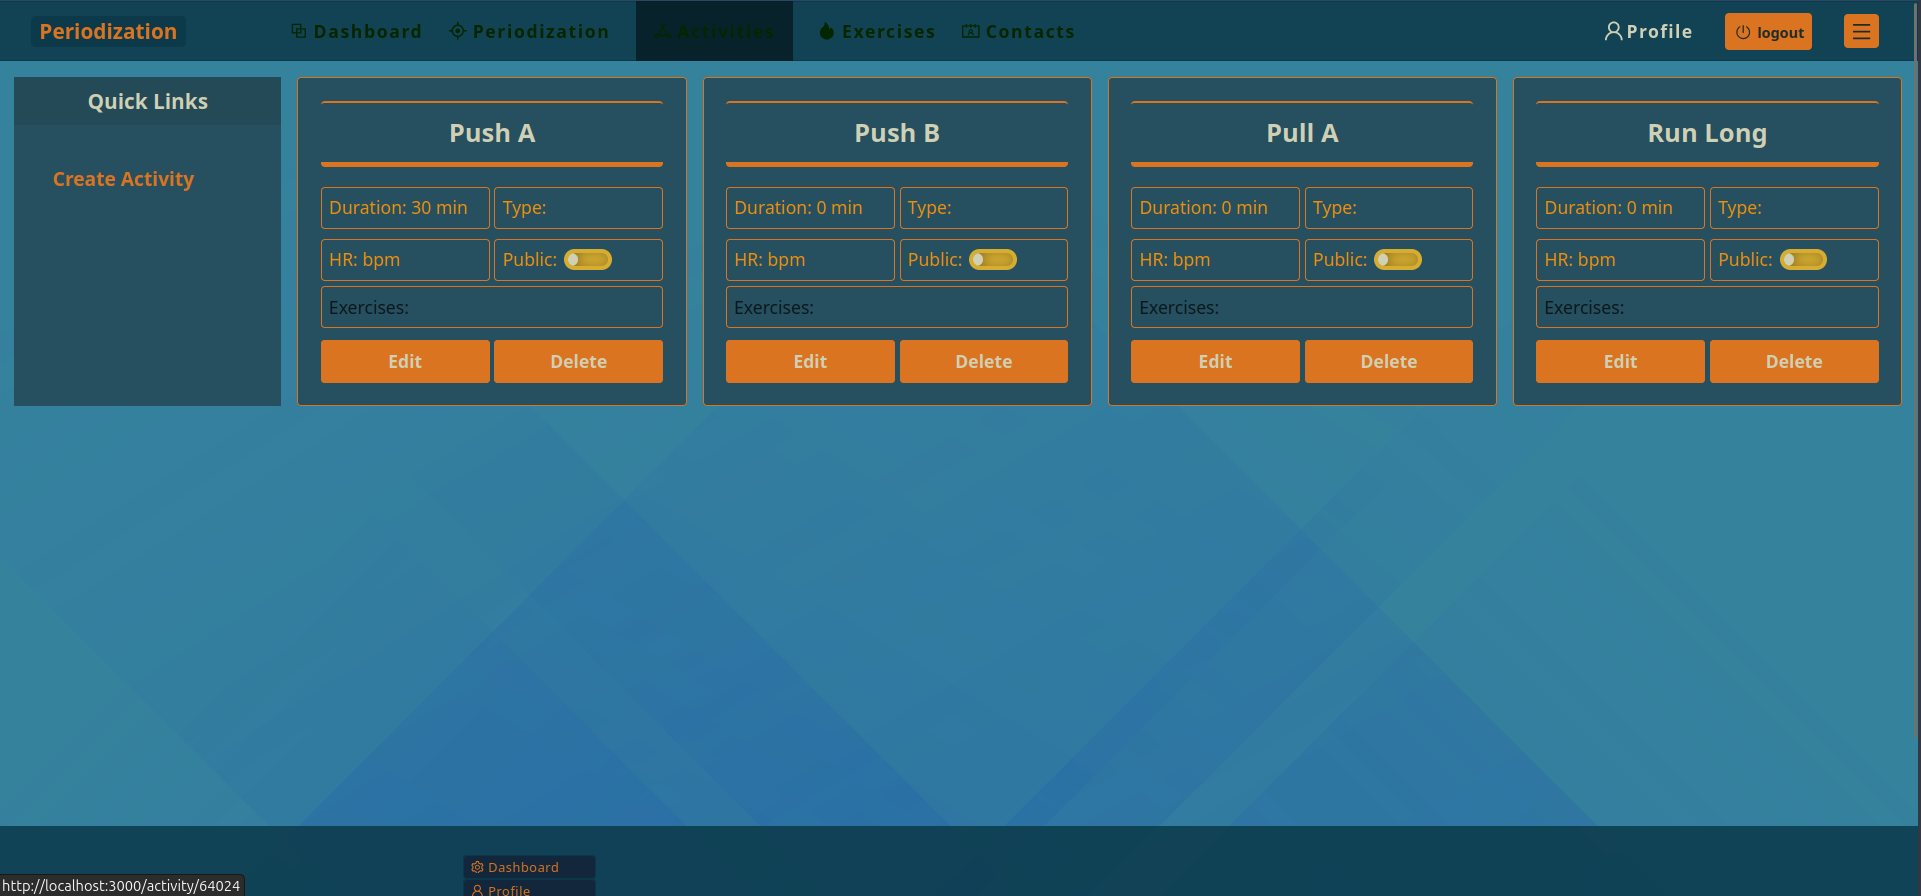 Periodization Dashboard Periodization Activities Exercises Contacts Profile logout
Quick Links
Create Activity
Push A
Duration: 30 min Type:
HR: bpm Public:
Exercises:
Edit Delete
Push B
Duration: 0 min Type:
HR: bpm Public:
Exercises:
Edit Delete
Pull A
Duration: 0 min Type:
HR: bpm Public:
Exercises:
Edit Delete
Run Long
Duration: 0 min Type:
HR: bpm Public:
Exercises:
Edit Delete
Dashboard
Profile
http://localhost:3000/activity/64024